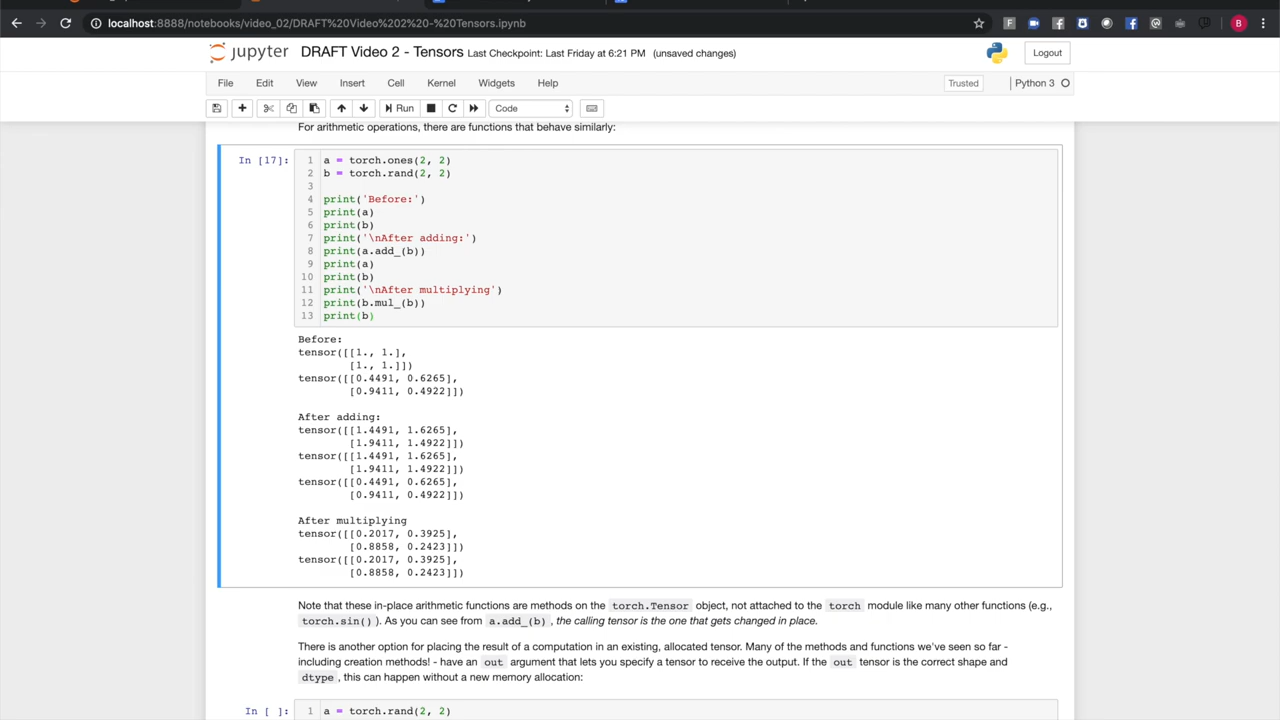 localhost:8888/notebooks/video_02/DRAFT%20Video%202%20-%20Tensors.ipynb
B
jupyter DRAFT Video 2 - Tensors Last Checkpoint: Last Friday at 6:21 PM (unsaved changes)
Logout
File Edit View Insert Cell Kernel Widgets Help
Trusted
Python 3
Run
Code
For arithmetic operations, there are functions that behave similarly:
In [17]:
1 a = torch.ones(2, 2)
2 b = torch.rand(2, 2)
3
4 print('Before:')
5 print(a)
6 print(b)
7 print('\nAfter adding:')
8 print(a.add_(b))
9 print(a)
10 print(b)
11 print('\nAfter multiplying')
12 print(b.mul_(b))
13 print(b)
Before:
tensor([[1., 1.],
[1., 1.]])
tensor([[0.4491, 0.6265],
[0.9411, 0.4922]])
After adding:
tensor([[1.4491, 1.6265],
[1.9411, 1.4922]])
tensor([[1.4491, 1.6265],
[1.9411, 1.4922]])
tensor([[0.4491, 0.6265],
[0.9411, 0.4922]])
After multiplying
tensor([[0.2017, 0.3925],
[0.8858, 0.2423]])
tensor([[0.2017, 0.3925],
[0.8858, 0.2423]])
Note that these in-place arithmetic functions are methods on the torch.Tensor object, not attached to the torch module like many other functions (e.g.,
torch.sin() ). As you can see from a.add_(b) , the calling tensor is the one that gets changed in place.
There is another option for placing the result of a computation in an existing, allocated tensor. Many of the methods and functions we've seen so far -
including creation methods! - have an out argument that lets you specify a tensor to receive the output. If the out tensor is the correct shape and
dtype , this can happen without a new memory allocation:
In [ ]:
1 a = torch.rand(2, 2)